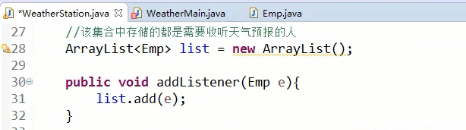 *WeatherStation.java WeatherMain.java Emp.java
27 //该集合中存储的都是需要收听天气预报的人
28 ArrayList<Emp> list = new ArrayList();
29
30 public void addListener(Emp e){
31 list.add(e);
32 }